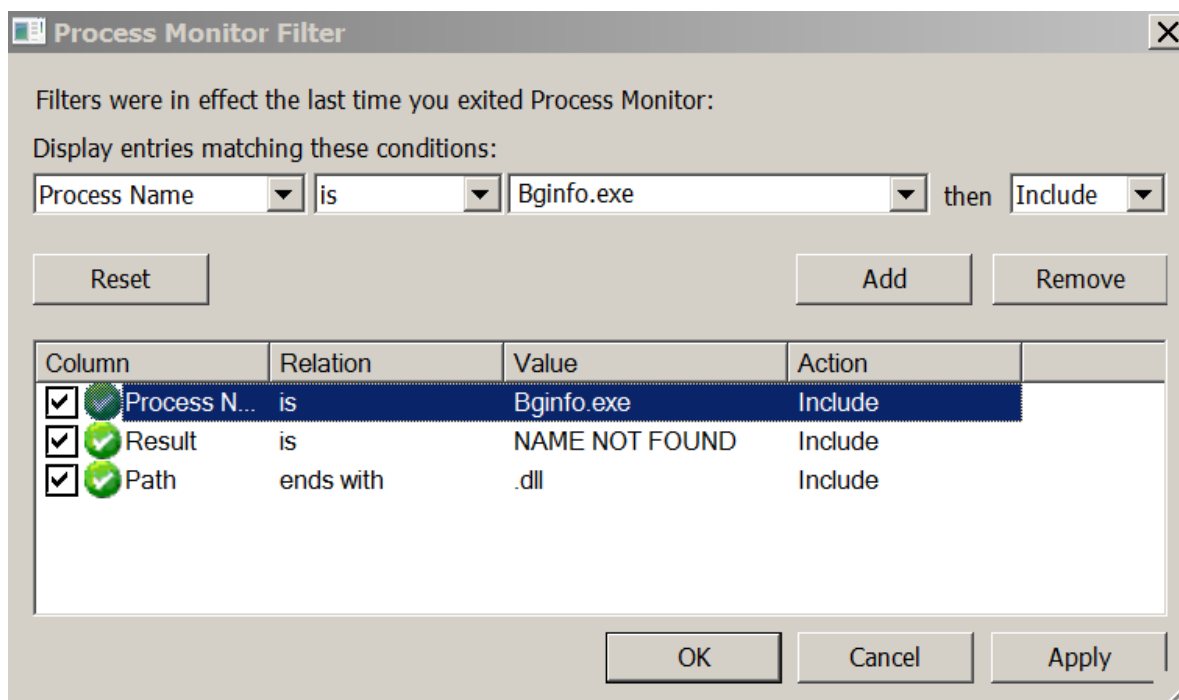 Process Monitor Filter
Filters were in effect the last time you exited Process Monitor:
Display entries matching these conditions:
Process Name is Bginfo.exe then Include
Reset Add Remove
Column Relation Value Action
Process N... is Bginfo.exe Include
Result is NAME NOT FOUND Include
Path ends with .dll Include
OK Cancel Apply